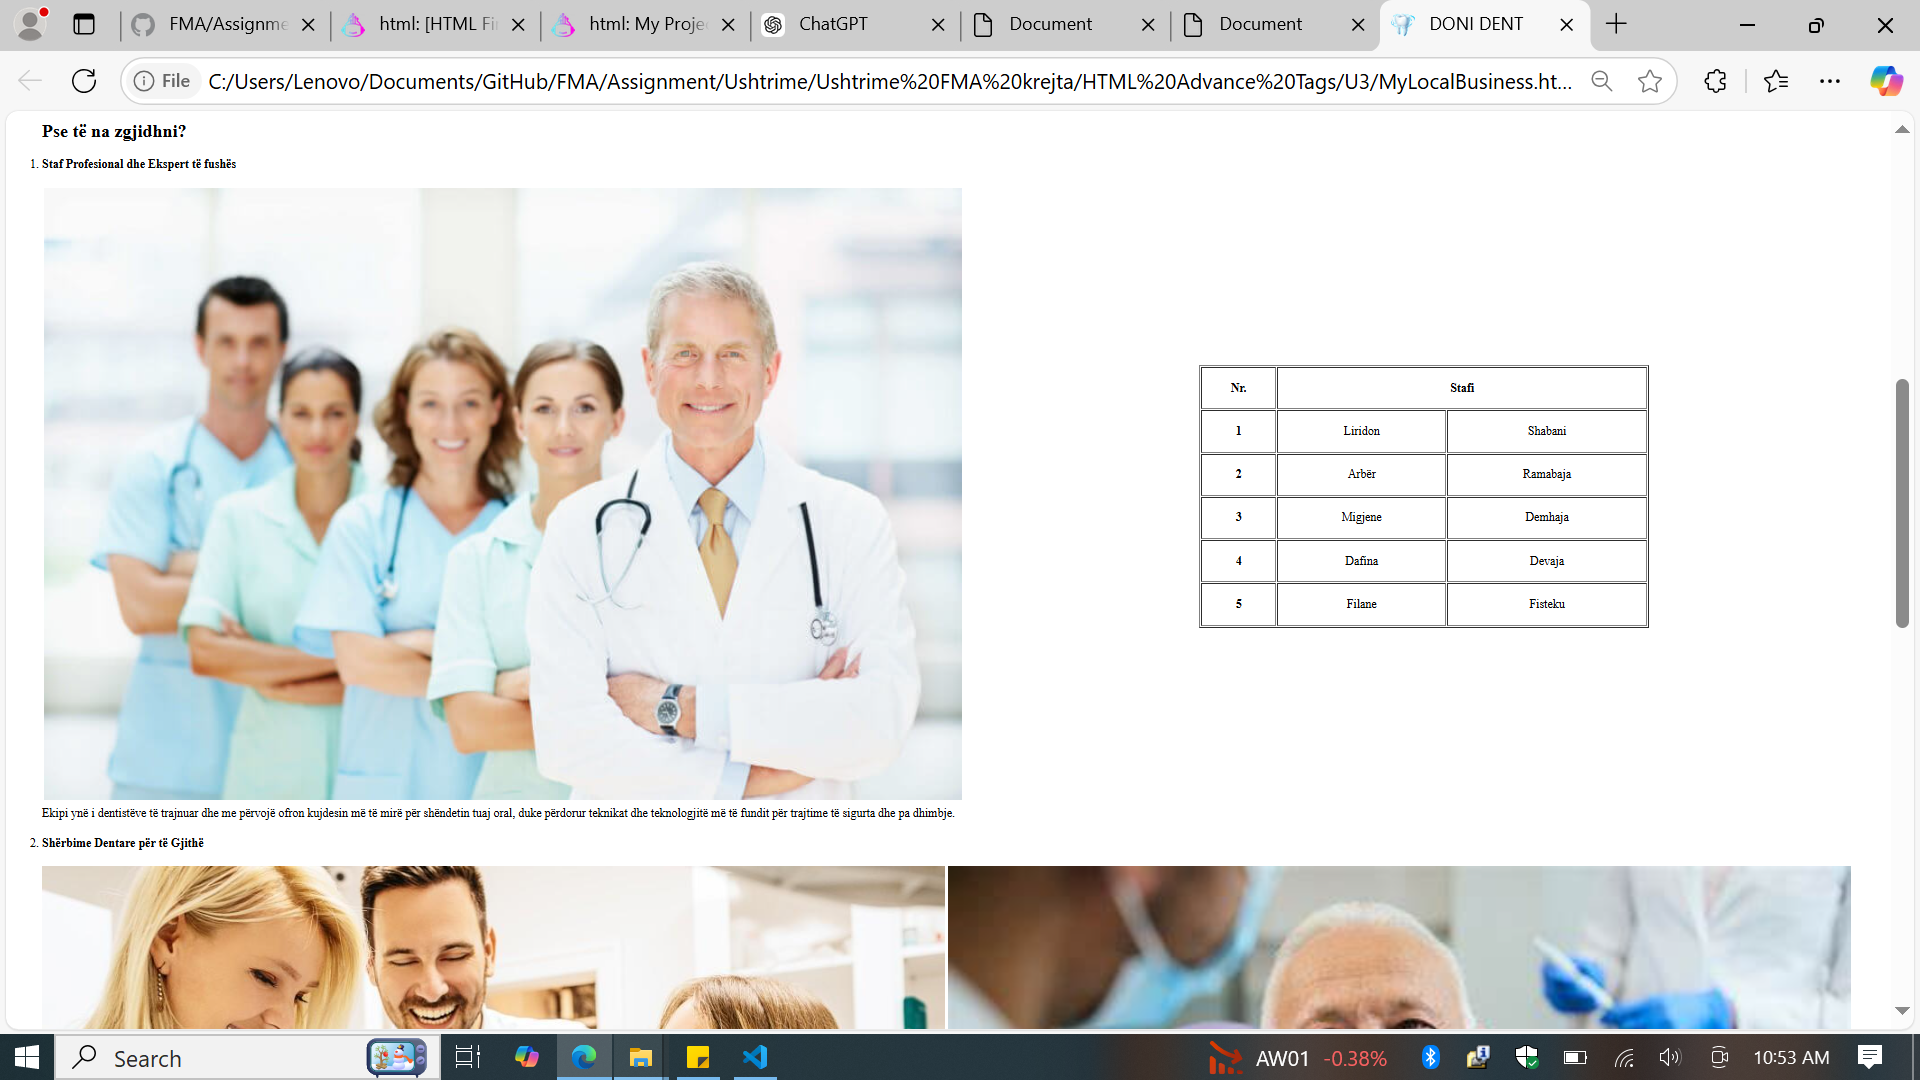 FMA/Assignme
html: [HTML Fi
html: My Proje
ChatGPT
Document
Document
DONI DENT
File
C:/Users/Lenovo/Documents/GitHub/FMA/Assignment/Ushtrime/Ushtrime%20FMA%20krejta/HTML%20Advance%20Tags/U3/MyLocalBusiness.ht...
Pse të na zgjidhni?
1. Staf Profesional dhe Ekspert të fushës
Nr. Stafi
1 Liridon Shabani
2 Arbër Ramabaja
3 Migjene Demhaja
4 Dafina Devaja
5 Filane Fisteku
Ekipi ynë i dentistëve të trajnuar dhe me përvojë ofron kujdesin më të mirë për shëndetin tuaj oral, duke përdorur teknikat dhe teknologjitë më të fundit për trajtime të sigurta dhe pa dhimbje.
2. Shërbime Dentare për të Gjithë
Search
AW01 -0.38%
10:53 AM